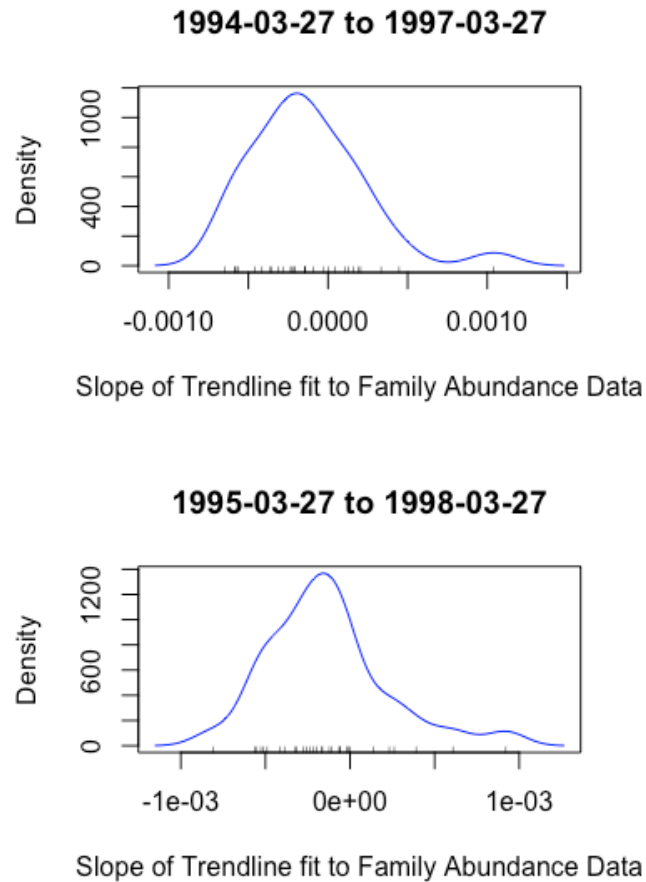 1994-03-27 to 1997-03-27
Density
1000
400
0
-0.0010 0.0000 0.0010
Slope of Trendline fit to Family Abundance Data
1995-03-27 to 1998-03-27
Density
1200
600
0
-1e-03 0e+00 1e-03
Slope of Trendline fit to Family Abundance Data